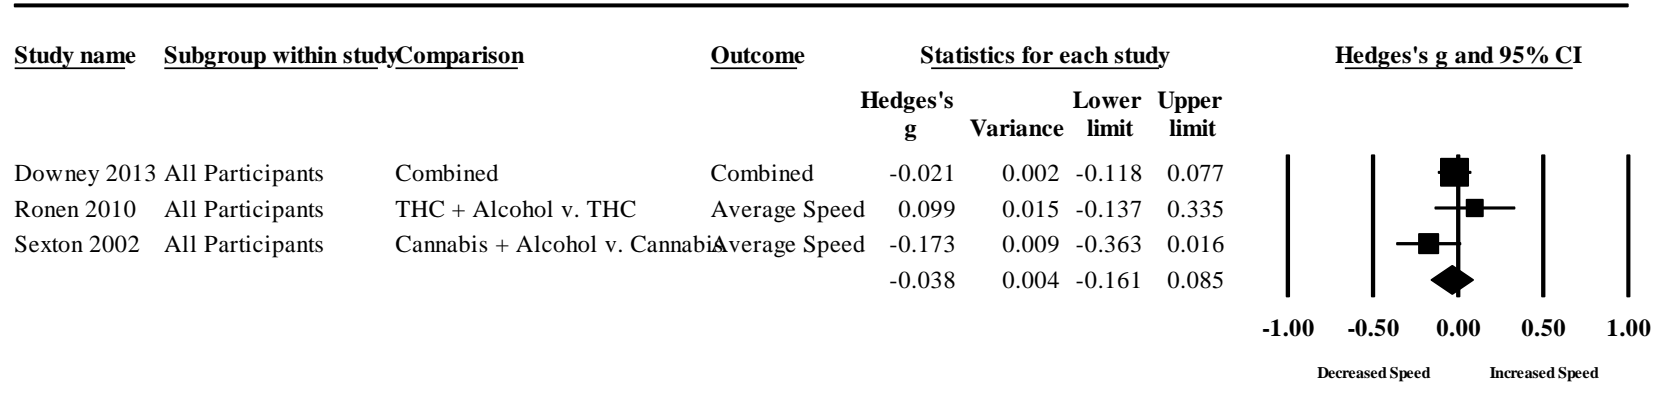 Study name Subgroup within study Comparison Outcome Statistics for each study Hedges's g and 95% CI
Hedges's Lower Upper
g Variance limit limit
Downey 2013 All Participants Combined Combined -0.021 0.002 -0.118 0.077
Ronen 2010 All Participants THC + Alcohol v. THC Average Speed 0.099 0.015 -0.137 0.335
Sexton 2002 All Participants Cannabis + Alcohol v. Cannabis Average Speed -0.173 0.009 -0.363 0.016
-0.038 0.004 -0.161 0.085
-1.00 -0.50 0.00 0.50 1.00
Decreased Speed Increased Speed